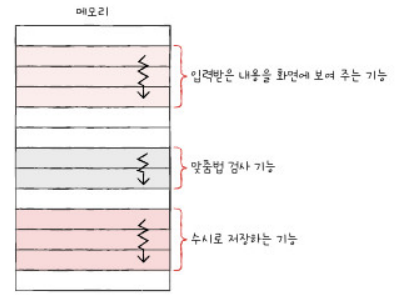 메모리
입력받은 내용을 화면에 보여 주는 기능
맞춤법 검사 기능
수시로 저장하는 기능